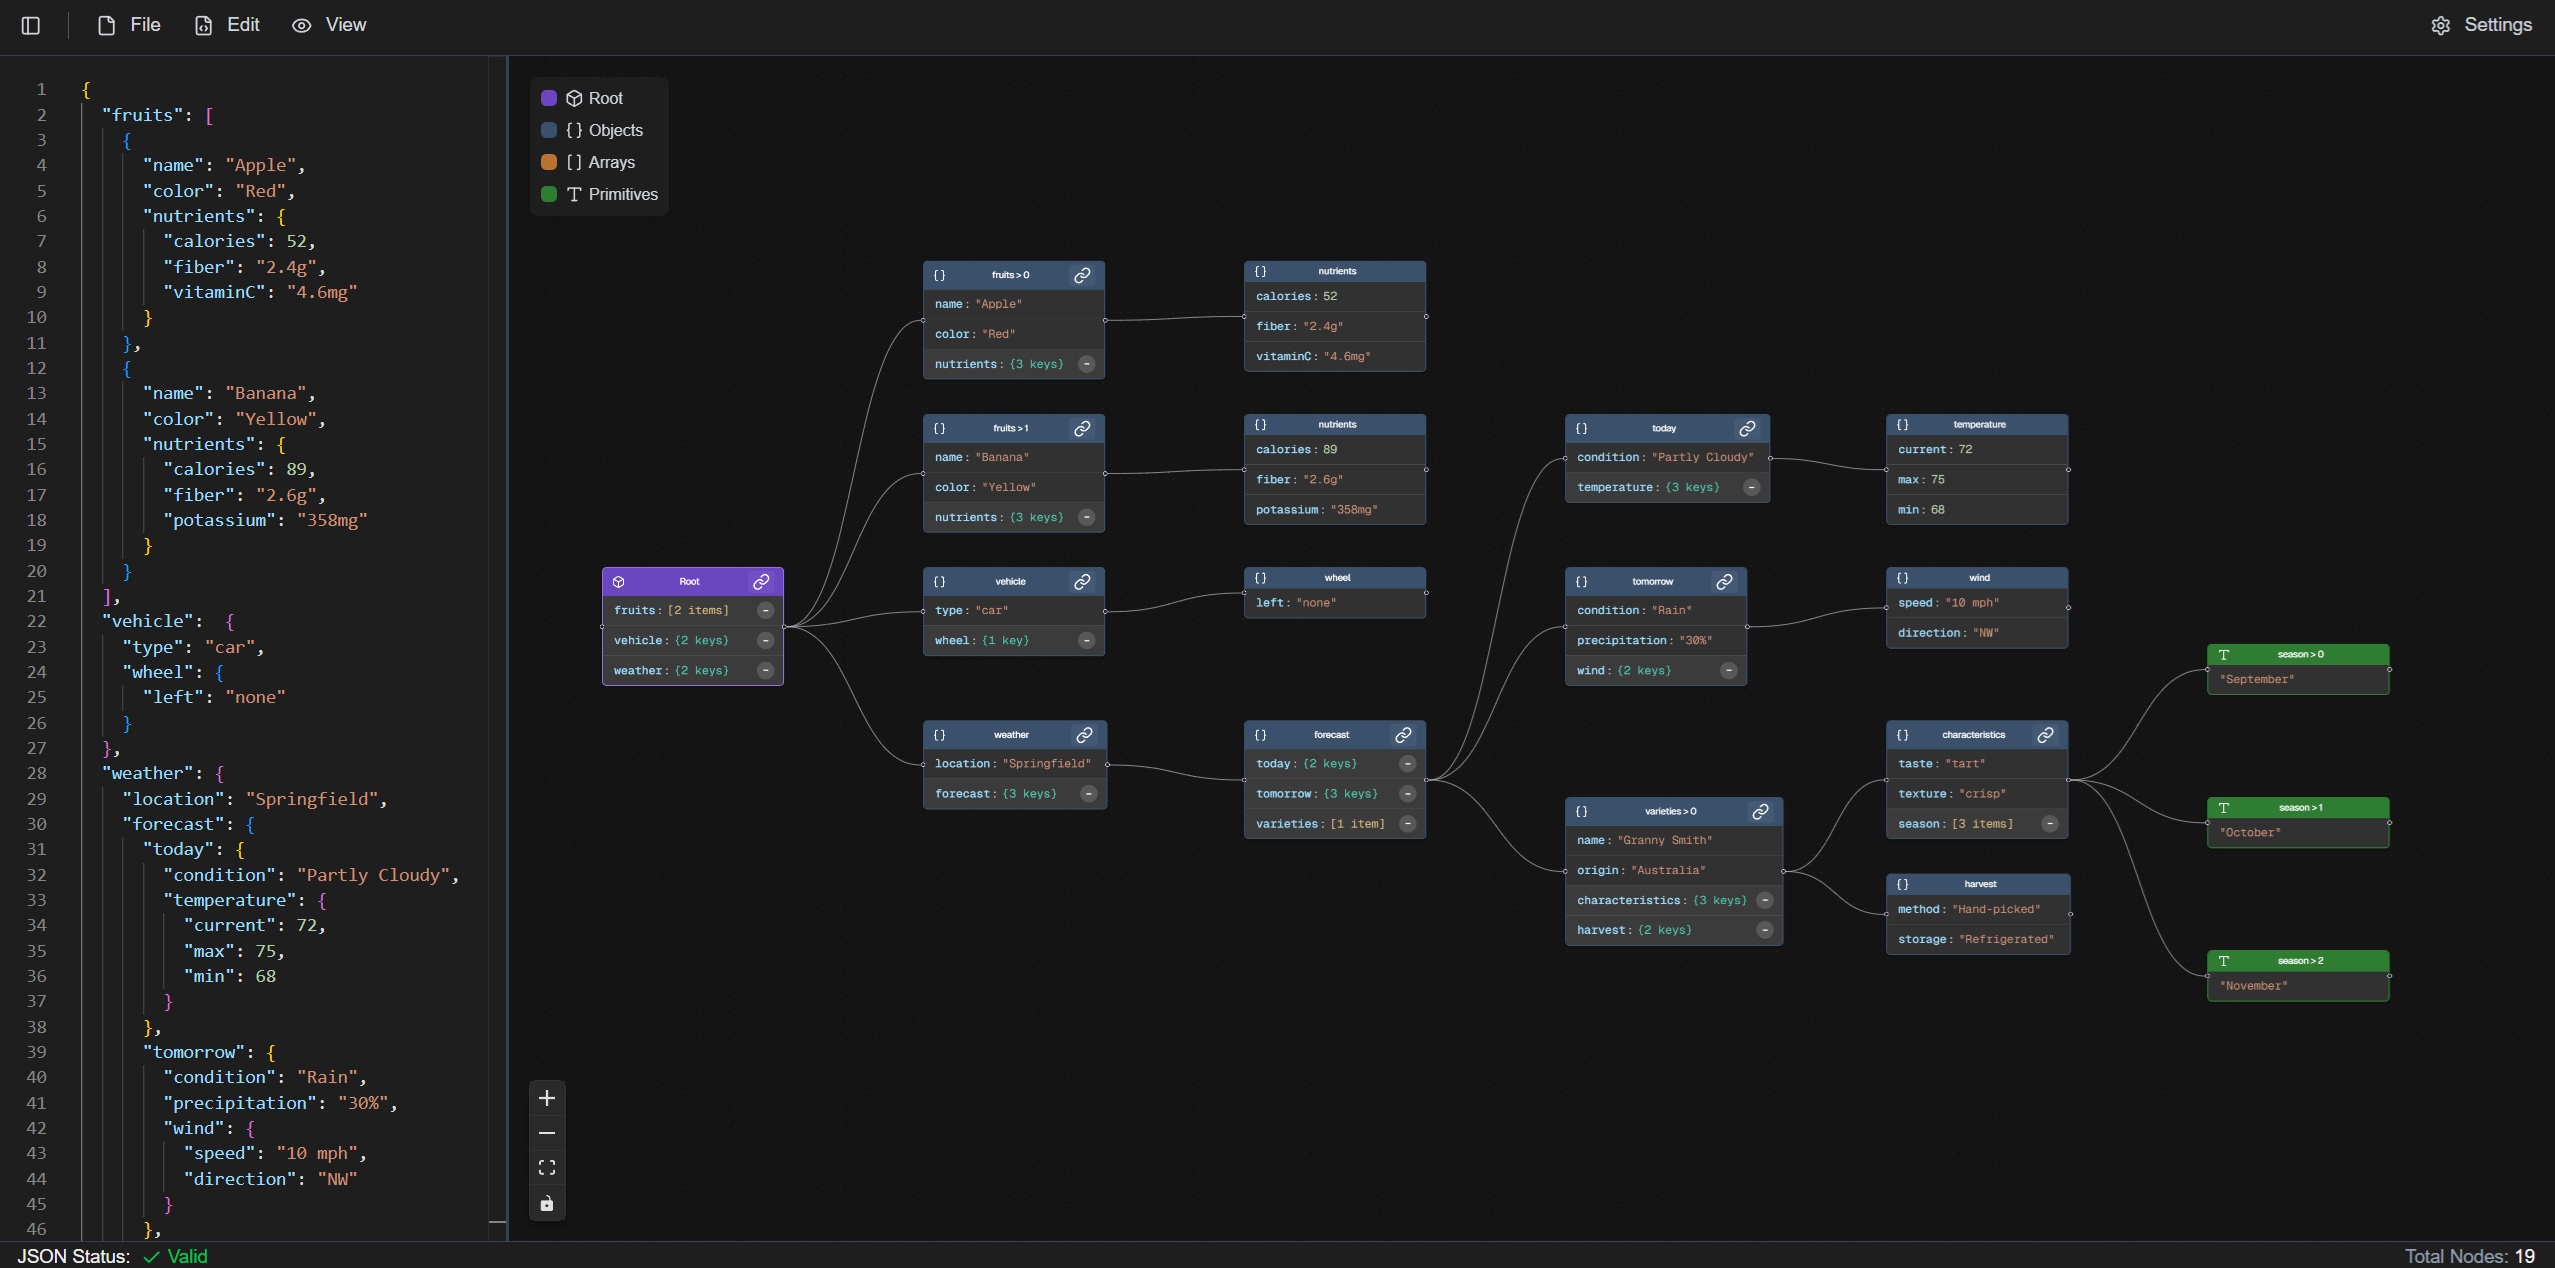 File Edit View Settings
1 {
2 "fruits": [
3 {
4 "name": "Apple",
5 "color": "Red",
6 "nutrients": {
7 "calories": 52,
8 "fiber": "2.4g",
9 "vitaminC": "4.6mg"
10 }
11 },
12 {
13 "name": "Banana",
14 "color": "Yellow",
15 "nutrients": {
16 "calories": 89,
17 "fiber": "2.6g",
18 "potassium": "358mg"
19 }
20 }
21 ],
22 "vehicle":  {
23 "type": "car",
24 "wheel": {
25 "left": "none"
26 }
27 },
28 "weather": {
29 "location": "Springfield",
30 "forecast": {
31 "today": {
32 "condition": "Partly Cloudy",
33 "temperature": {
34 "current": 72,
35 "max": 75,
36 "min": 68
37 }
38 },
39 "tomorrow": {
40 "condition": "Rain",
41 "precipitation": "30%",
42 "wind": {
43 "speed": "10 mph",
44 "direction": "NW"
45 }
46 },
Root
{} Objects
[] Arrays
T Primitives
Root
fruits: [2 items]
vehicle: {2 keys}
weather: {2 keys}
{} fruits > 0
name: "Apple"
color: "Red"
nutrients: {3 keys}
{} fruits > 1
name: "Banana"
color: "Yellow"
nutrients: {3 keys}
{} vehicle
type: "car"
wheel: {1 key}
{} weather
location: "Springfield"
forecast: {3 keys}
{} nutrients
calories: 52
fiber: "2.4g"
vitaminC: "4.6mg"
{} nutrients
calories: 89
fiber: "2.6g"
potassium: "358mg"
{} wheel
left: "none"
{} forecast
today: {2 keys}
tomorrow: {3 keys}
varieties: [1 item]
{} today
condition: "Partly Cloudy"
temperature: {3 keys}
{} tomorrow
condition: "Rain"
precipitation: "30%"
wind: {2 keys}
{} varieties > 0
name: "Granny Smith"
origin: "Australia"
characteristics: {3 keys}
harvest: {2 keys}
{} temperature
current: 72
max: 75
min: 68
{} wind
speed: "10 mph"
direction: "NW"
{} characteristics
taste: "tart"
texture: "crisp"
season: [3 items]
{} harvest
method: "Hand-picked"
storage: "Refrigerated"
T season > 0
"September"
T season > 1
"October"
T season > 2
"November"
JSON Status: ✓ Valid
Total Nodes: 19